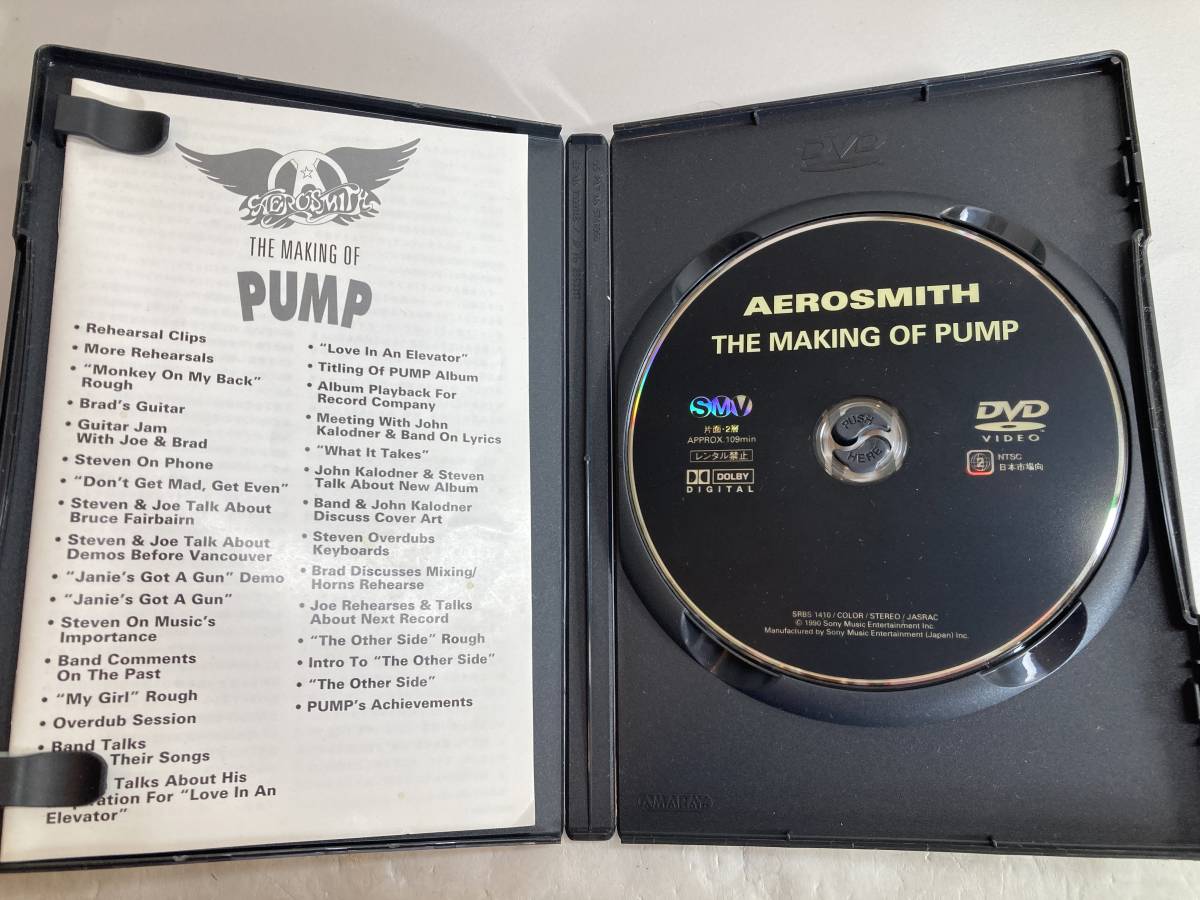 AEROSMITH
THE MAKING OF
PUMP
• Rehearsal Clips
• More Rehearsals
• “Monkey On My Back”
Rough
• Brad's Guitar
• Guitar Jam
With Joe & Brad
• Steven On Phone
• “Don't Get Mad, Get Even”
• Steven & Joe Talk About
Bruce Fairbairn
• Steven & Joe Talk About
Demos Before Vancouver
• “Janie's Got A Gun” Demo
• “Janie's Got A Gun”
• Steven On Music's
Importance
• Band Comments
On The Past
• “My Girl” Rough
• Overdub Session
• Band Talks
Their Songs
Talks About His
For “Love In An
Elevator”
• “Love In An Elevator”
• Titling Of PUMP Album
• Album Playback For
Record Company
• Meeting With John
Kalodner & Band On Lyrics
• “What It Takes”
• John Kalodner & Steven
Talk About New Album
• Band & John Kalodner
Discuss Cover Art
• Steven Overdubs
Keyboards
• Brad Discusses Mixing/
Horns Rehearse
• Joe Rehearses & Talks
About Next Record
• “The Other Side” Rough
• Intro To “The Other Side”
• “The Other Side”
• PUMP's Achievements
DVD
AEROSMITH
THE MAKING OF PUMP
SMV
片面・2層
APPROX.109min
レンタル禁止
DOLBY
DIGITAL
PUSH
HERE
DVD
VIDEO
2
NTSC
日本市場向
SRBS 1410 / COLOR / STEREO / JASRAC
© 1990 Sony Music Entertainment Inc.
Manufactured by Sony Music Entertainment (Japan) Inc.
AMARAY